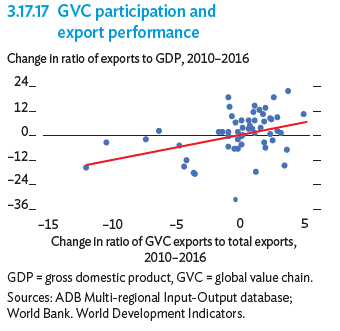 3.17.17 GVC participation and
export performance
Change in ratio of exports to GDP, 2010–2016
24
12
0
−12
−24
−36
−15 −10 −5 0 5
Change in ratio of GVC exports to total exports,
2010–2016
GDP = gross domestic product, GVC = global value chain.
Sources: ADB Multi-regional Input-Output database;
World Bank. World Development Indicators.